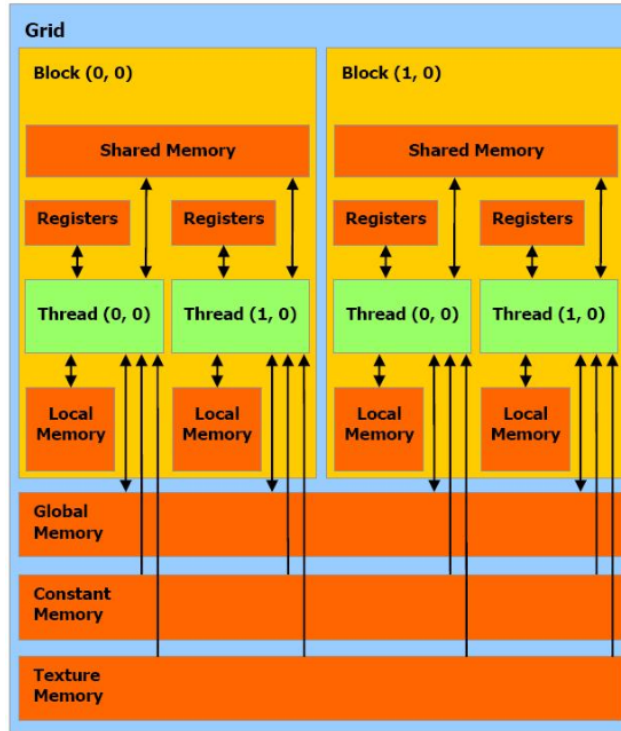 Grid
Block (0, 0)
Block (1, 0)
Shared Memory
Shared Memory
Registers
Registers
Registers
Registers
Thread (0, 0)
Thread (1, 0)
Thread (0, 0)
Thread (1, 0)
Local
Memory
Local
Memory
Local
Memory
Local
Memory
Global
Memory
Constant
Memory
Texture
Memory